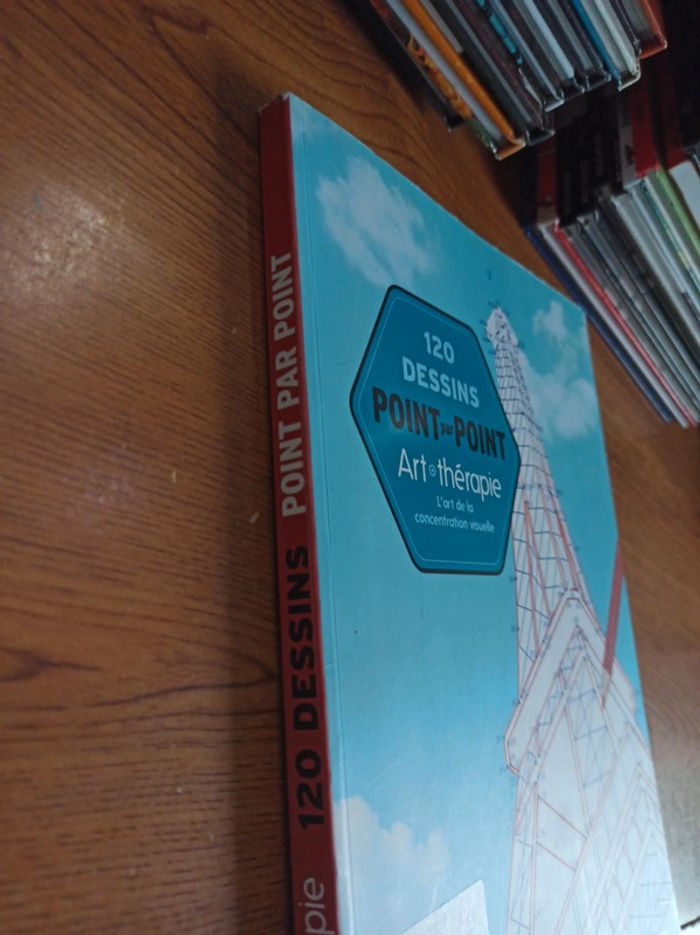 120
DESSINS
POINT par POINT
Art thérapie
L'art de la
concentration visuelle
pie 120 DESSINS POINT PAR POINT